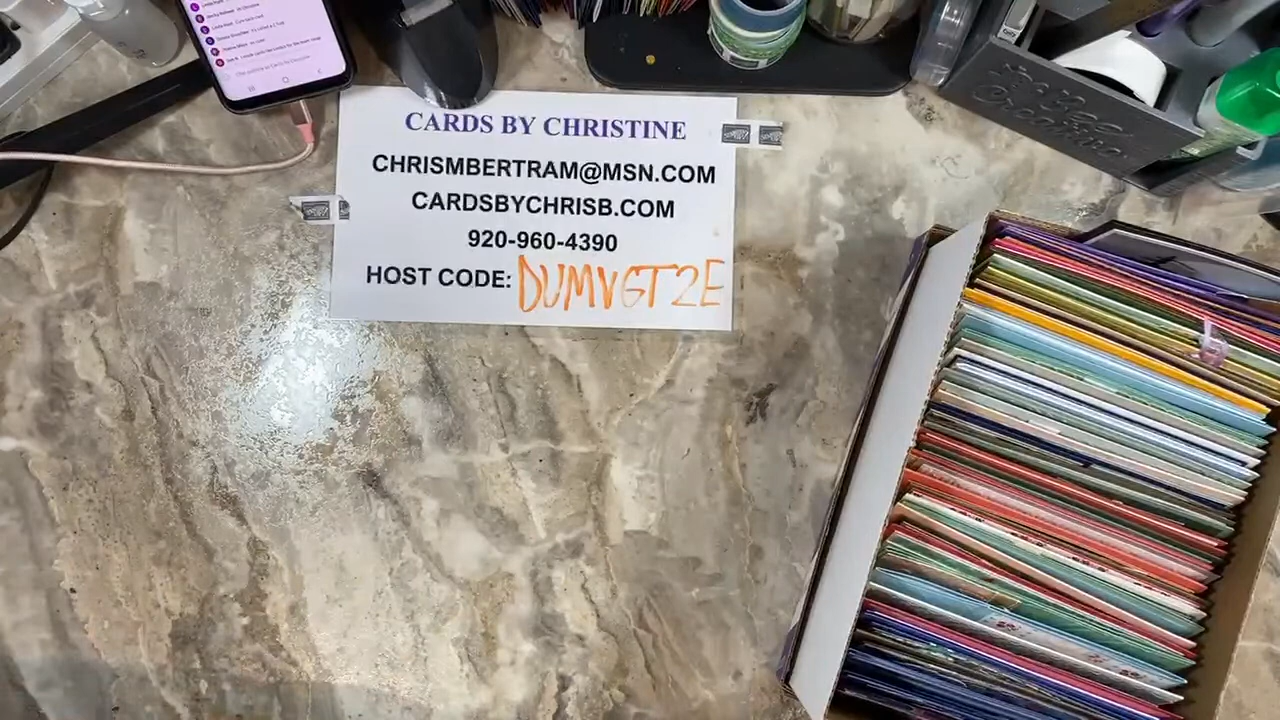 CARDS BY CHRISTINE
CHRISMBERTRAM@MSN.COM
CARDSBYCHRISB.COM
920-960-4390
HOST CODE: DUMVGT2E